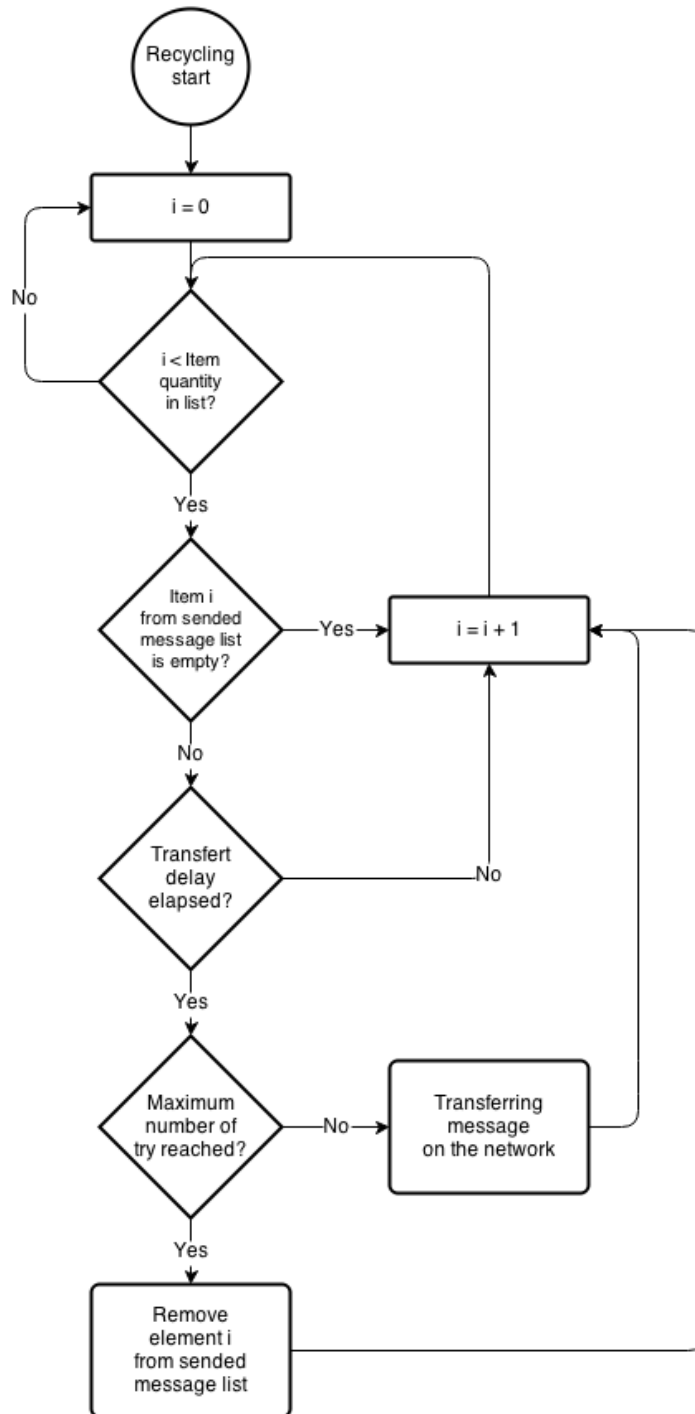 Recycling
start
i = 0
No
i < Item
quantity
in list?
Yes
Item i
from sended
message list
is empty?
Yes
i = i + 1
No
Transfert
delay
elapsed?
No
Yes
Maximum
number of
try reached?
No
Transferring
message
on the network
Yes
Remove
element i
from sended
message list